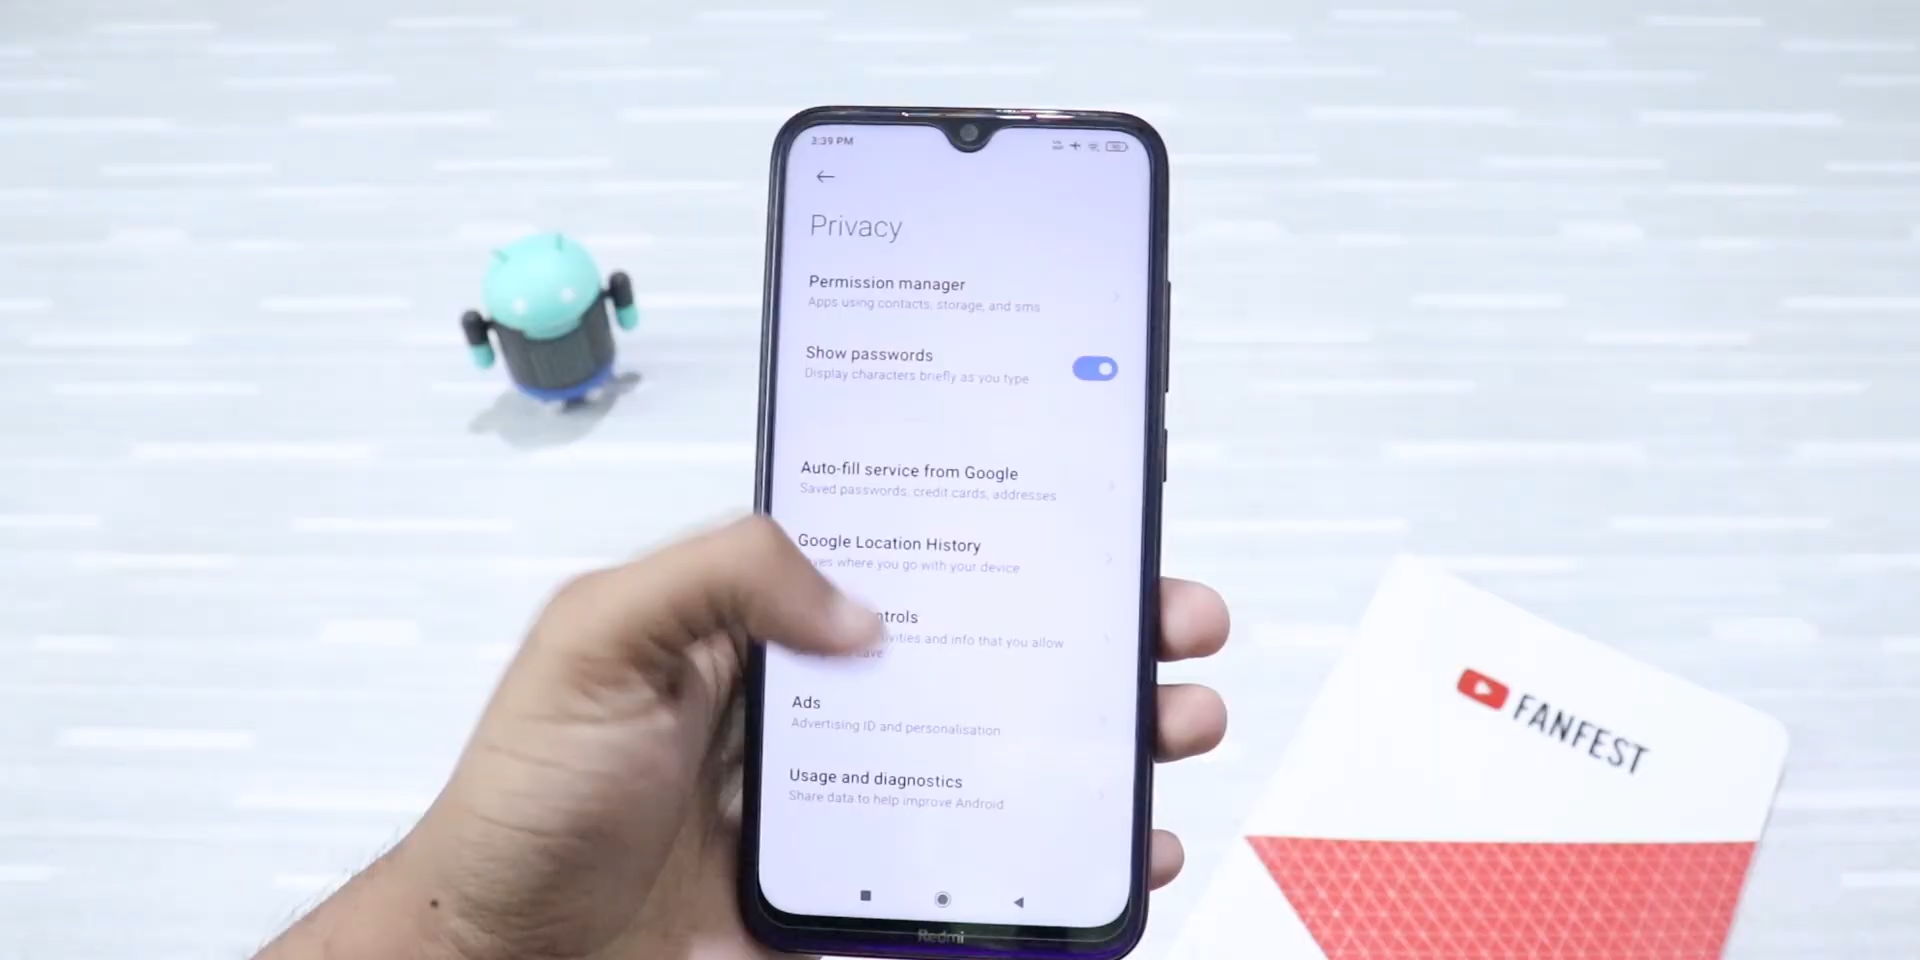 3:39 PM
Privacy
Permission manager
Apps using contacts, storage, and sms
Show passwords
Display characters briefly as you type
Auto-fill service from Google
Saved passwords, credit cards, addresses
Google Location History
where you go with your device
and info that you allow
Ads
Advertising ID and personalisation
Usage and diagnostics
Share data to help improve Android
Redmi
FANFEST